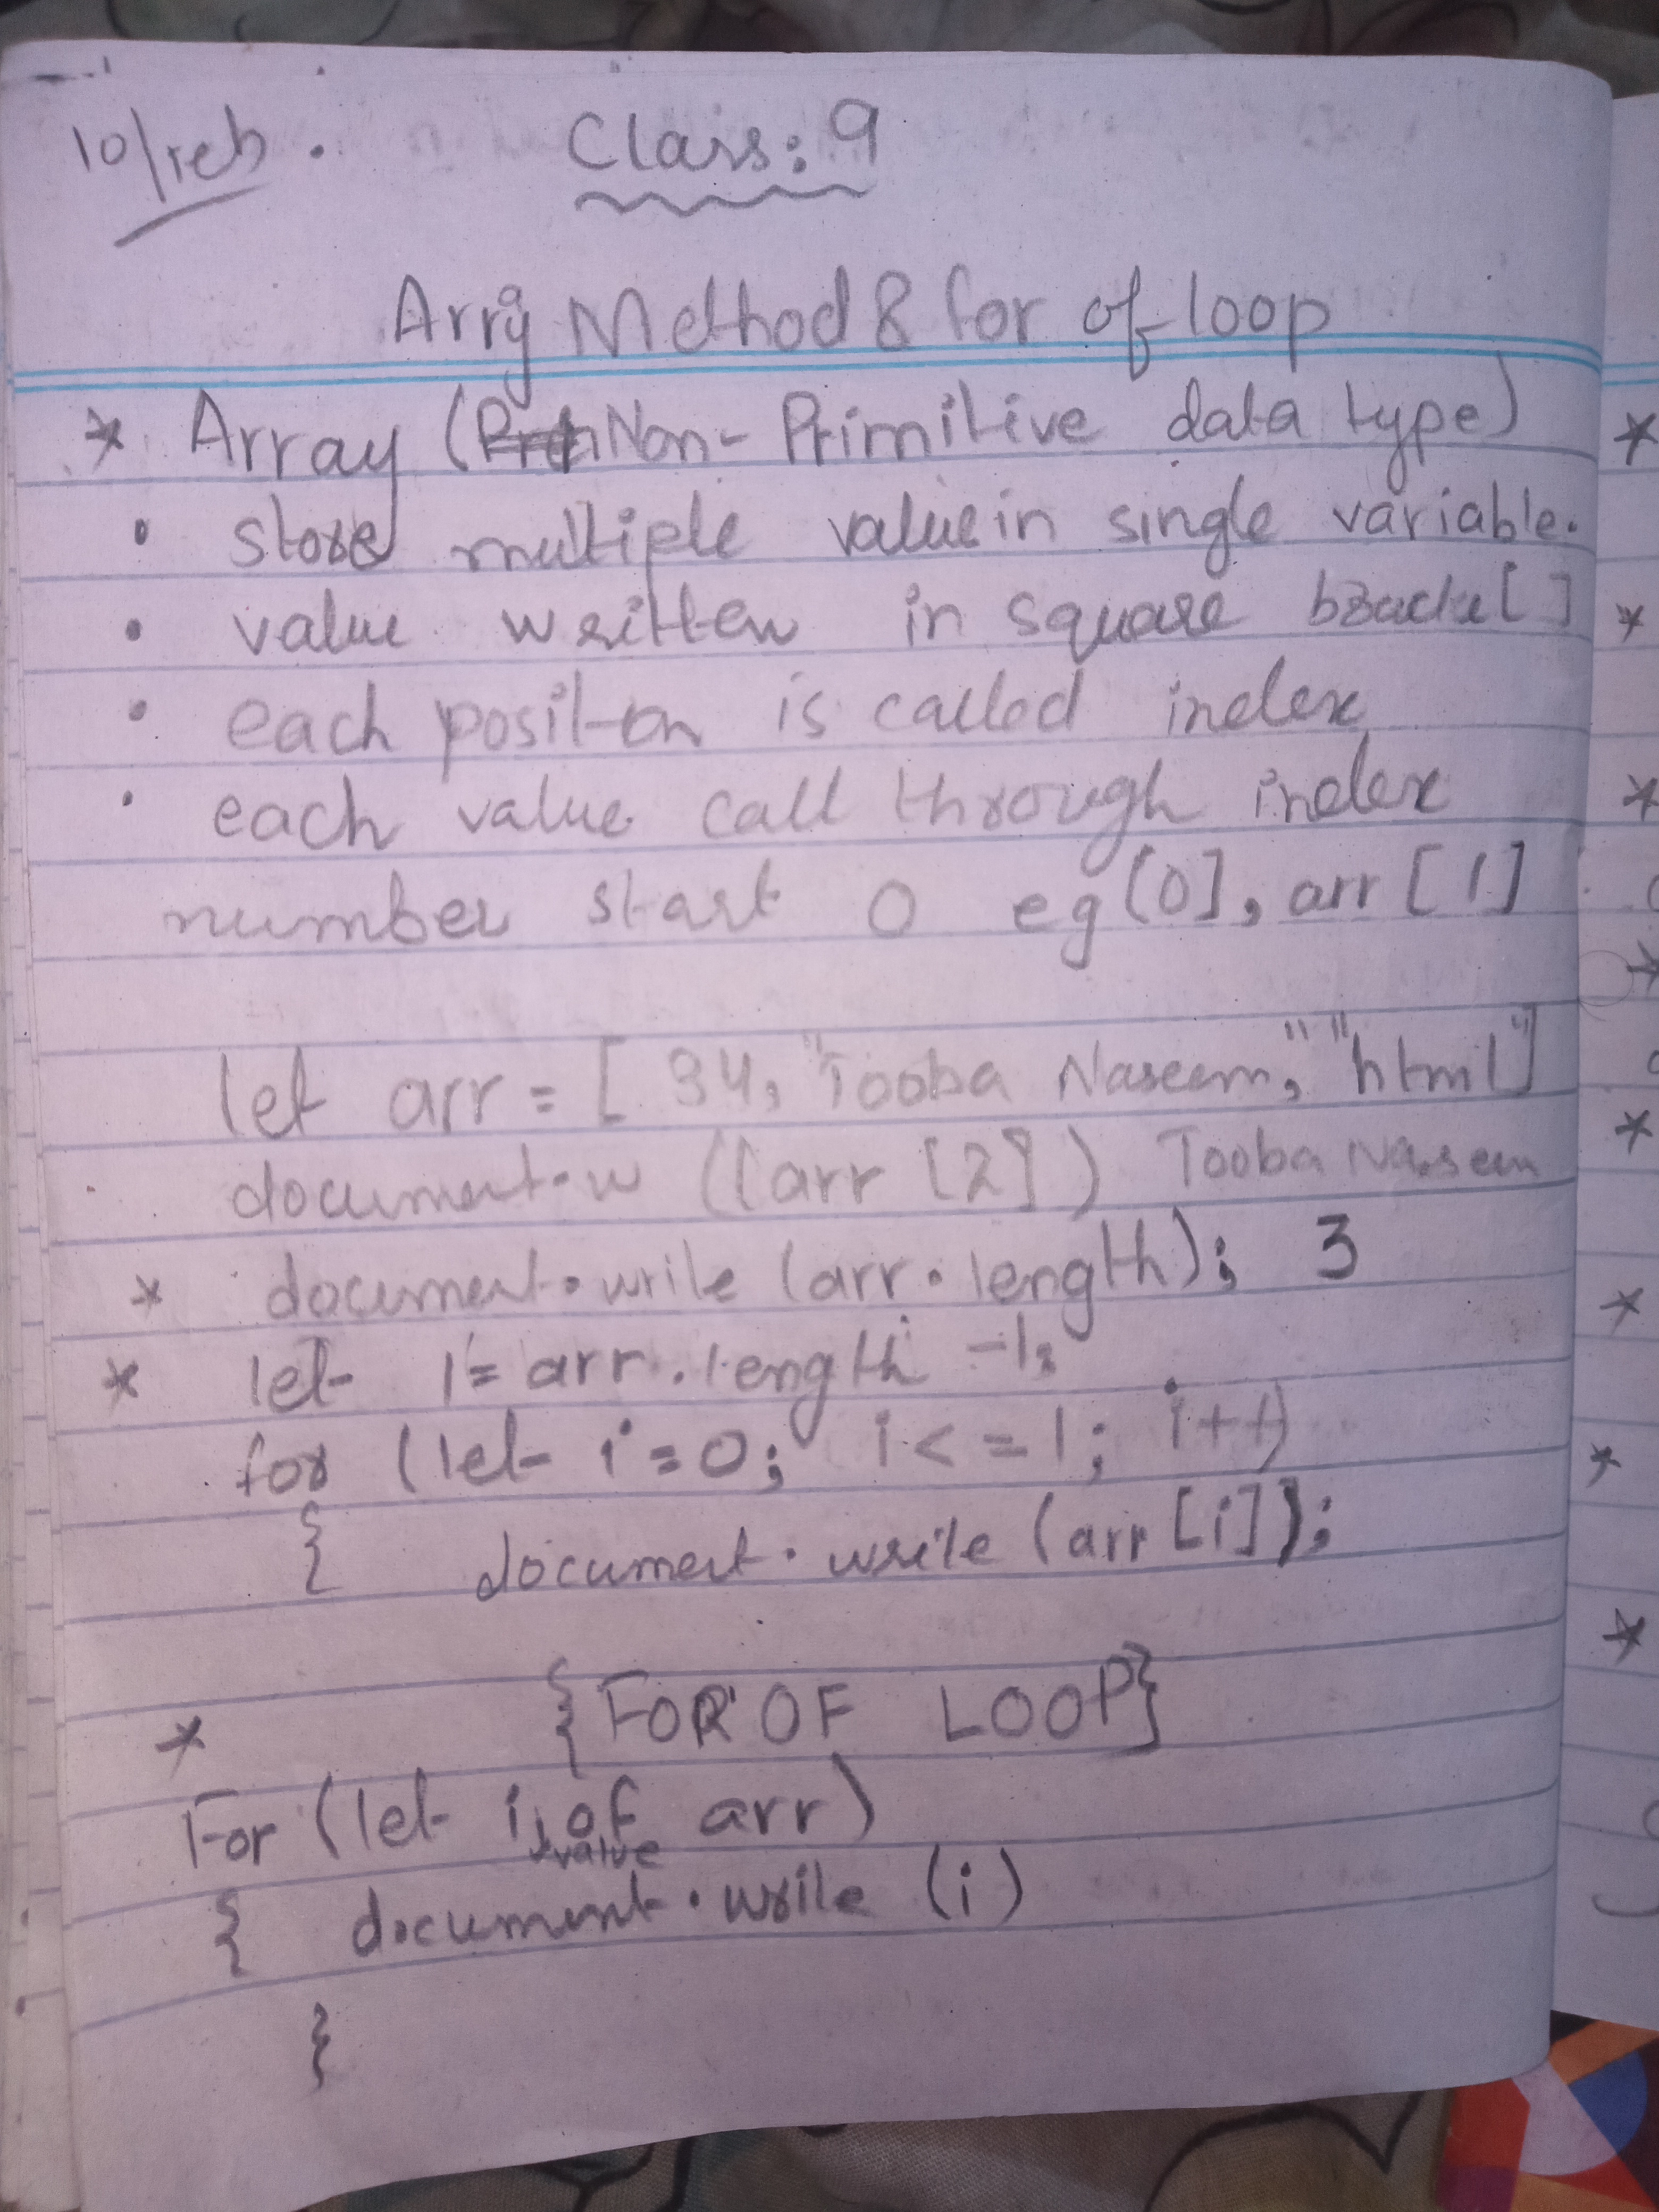 10/Feb. Class: 9
Array Method & for of loop
* Array (Non-Primitive data type)
• store multiple value in single variable.
• value written in square bracke[ ]
• each position is called index
• each value call through index
number start 0 eg[0], arr [1]
let arr = [ 34, "Tooba Naseem," "html"]
document.w ((arr [2]) Tooba Naseem
* document.write (arr.length); 3
* let l = arr.length -1;
for (let i=0; i<=l; i++)
{ document.write (arr [i]);
* {FOR OF LOOP}
For (let i of arr)
value
{ document.write (i)
}